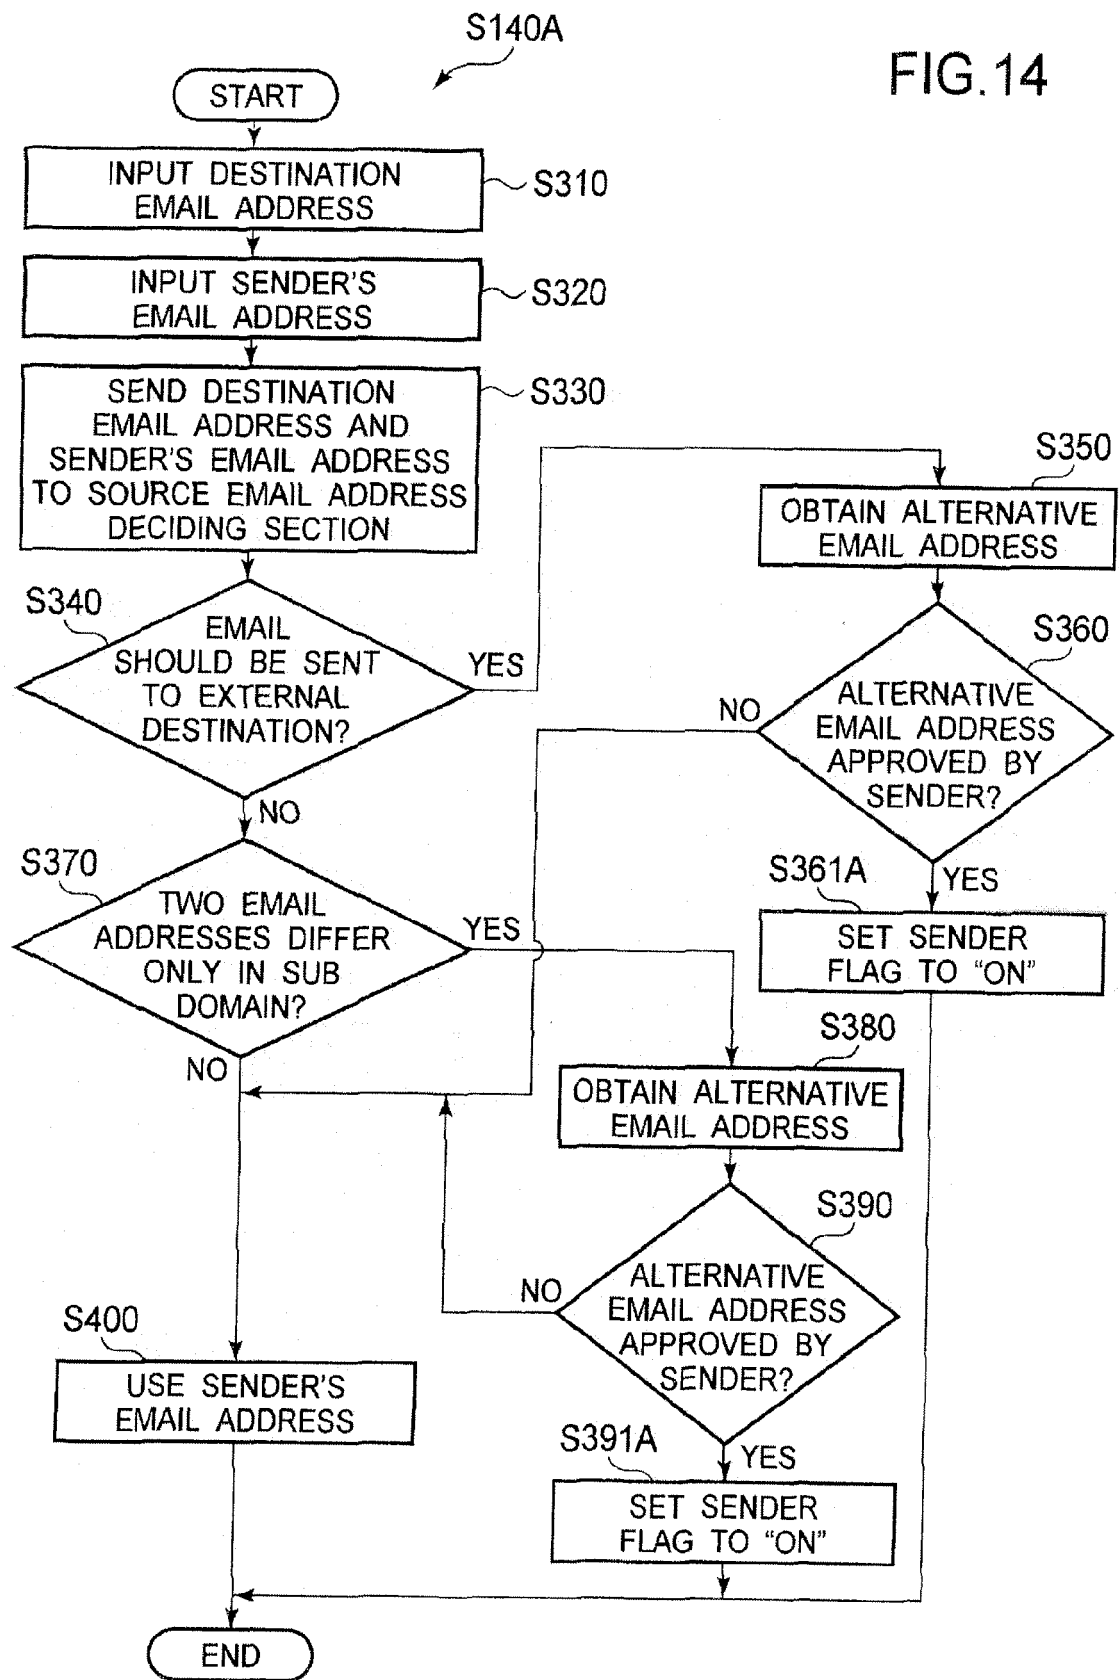 S140A
FIG.14
START
INPUT DESTINATION
EMAIL ADDRESS
S310
INPUT SENDER'S
EMAIL ADDRESS
S320
SEND DESTINATION
EMAIL ADDRESS AND
SENDER'S EMAIL ADDRESS
TO SOURCE EMAIL ADDRESS
DECIDING SECTION
S330
S340
EMAIL
SHOULD BE SENT
TO EXTERNAL
DESTINATION?
YES
NO
S350
OBTAIN ALTERNATIVE
EMAIL ADDRESS
S360
ALTERNATIVE
EMAIL ADDRESS
APPROVED BY
SENDER?
NO
YES
S361A
SET SENDER
FLAG TO “ON”
S370
TWO EMAIL
ADDRESSES DIFFER
ONLY IN SUB
DOMAIN?
YES
NO
S380
OBTAIN ALTERNATIVE
EMAIL ADDRESS
S390
ALTERNATIVE
EMAIL ADDRESS
APPROVED BY
SENDER?
NO
YES
S391A
SET SENDER
FLAG TO “ON”
S400
USE SENDER'S
EMAIL ADDRESS
END